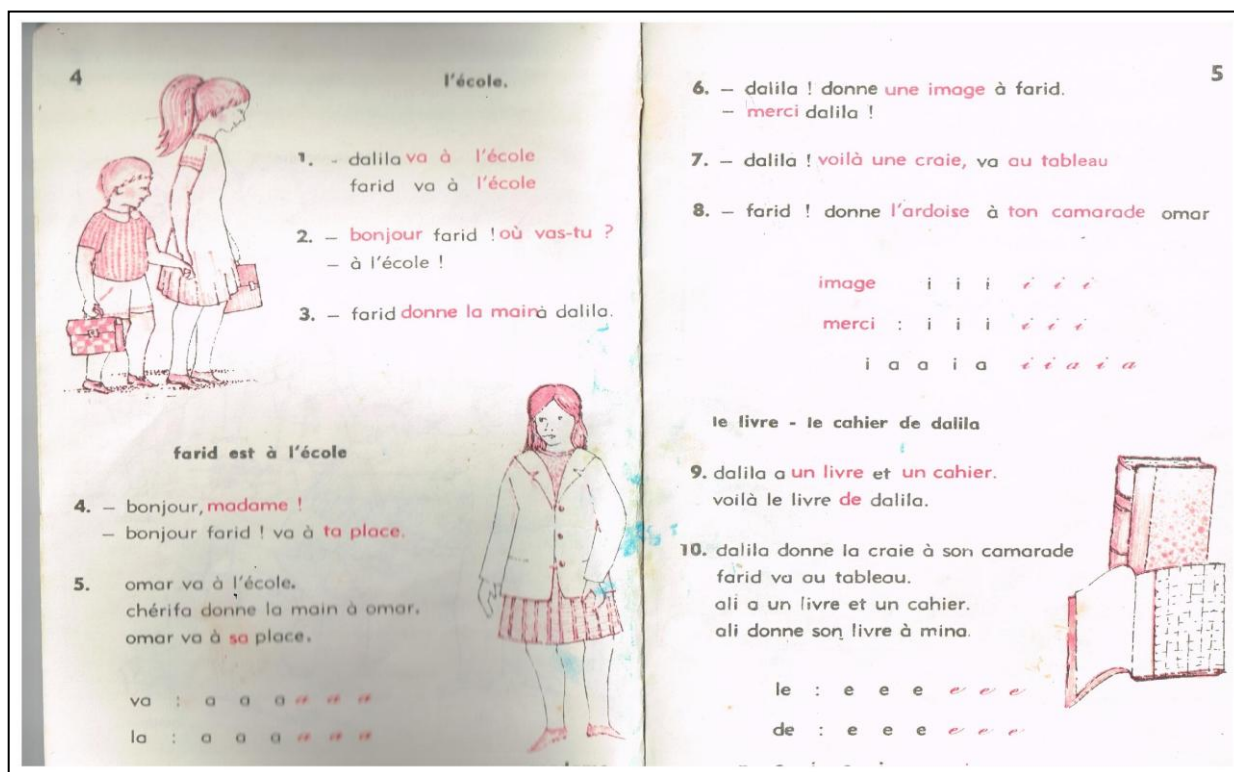 4
l'école.
1. - dalila va à l'école
farid va à l'école
2. – bonjour farid ! où vas-tu ?
– à l'école !
3. – farid donne la main à dalila.
farid est à l'école
4. – bonjour, madame !
– bonjour farid ! va à ta place.
5. omar va à l'école.
chérifa donne la main à omar.
omar va à sa place.
va : a a a a a a
la : a a a a a a
5
6. – dalila ! donne une image à farid.
– merci dalila !
7. – dalila ! voilà une craie, va au tableau
8. – farid ! donne l'ardoise à ton camarade omar
image i i i i i i
merci : i i i i i i
i a a i a i i a i a
le livre - le cahier de dalila
9. dalila a un livre et un cahier.
voilà le livre de dalila.
10. dalila donne la craie à son camarade
farid va au tableau.
ali a un livre et un cahier.
ali donne son livre à mina.
le : e e e e e e
de : e e e e e e